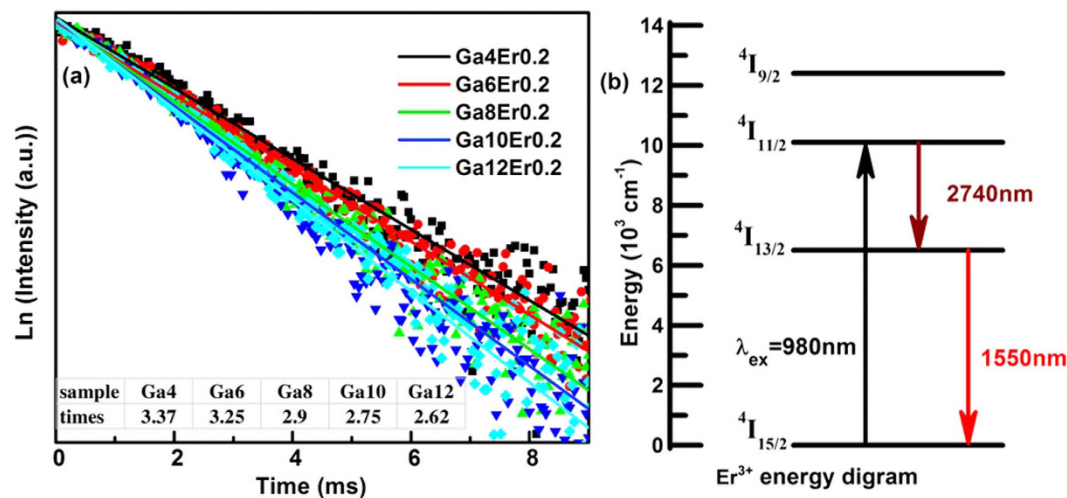 (a)
Ga4Er0.2
Ga6Er0.2
Ga8Er0.2
Ga10Er0.2
Ga12Er0.2
Ln (Intensity (a.u.))
sample Ga4 Ga6 Ga8 Ga10 Ga12
times 3.37 3.25 2.9 2.75 2.62
0 2 4 6 8
Time (ms)
(b)
Energy (10³ cm⁻¹)
14
12
10
8
6
4
2
0
⁴I₉/₂
⁴I₁₁/₂
2740nm
⁴I₁₃/₂
λₑₓ=980nm
1550nm
⁴I₁₅/₂
Er³⁺ energy digram